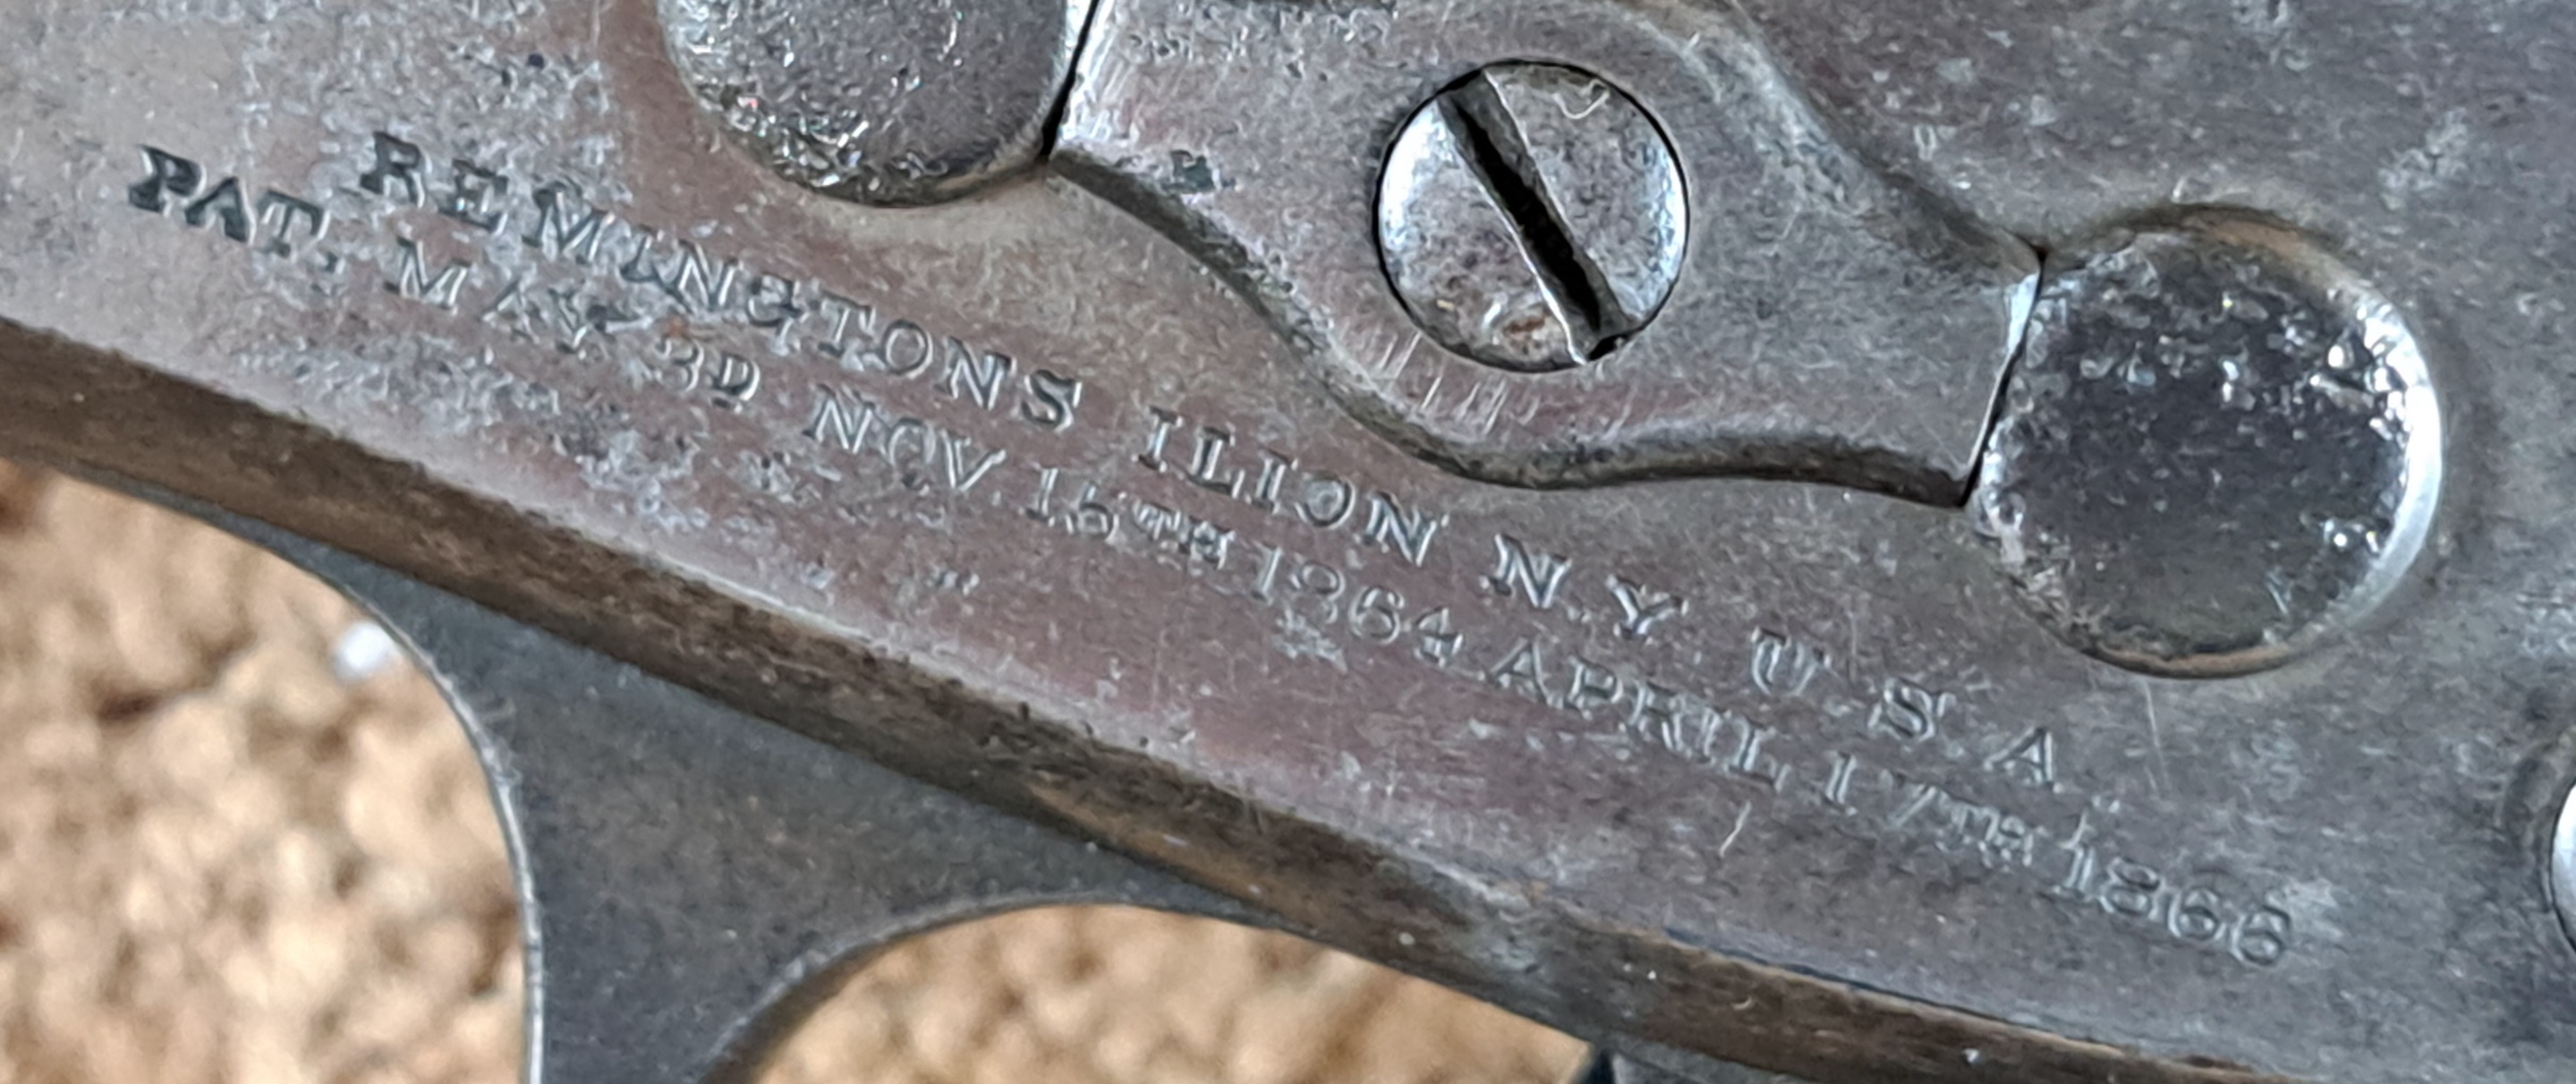 REMINGTONS ILION N.Y. U.S.A.
PAT. MAY 3D NOV. 15TH 1864 APRIL 17TH 1866